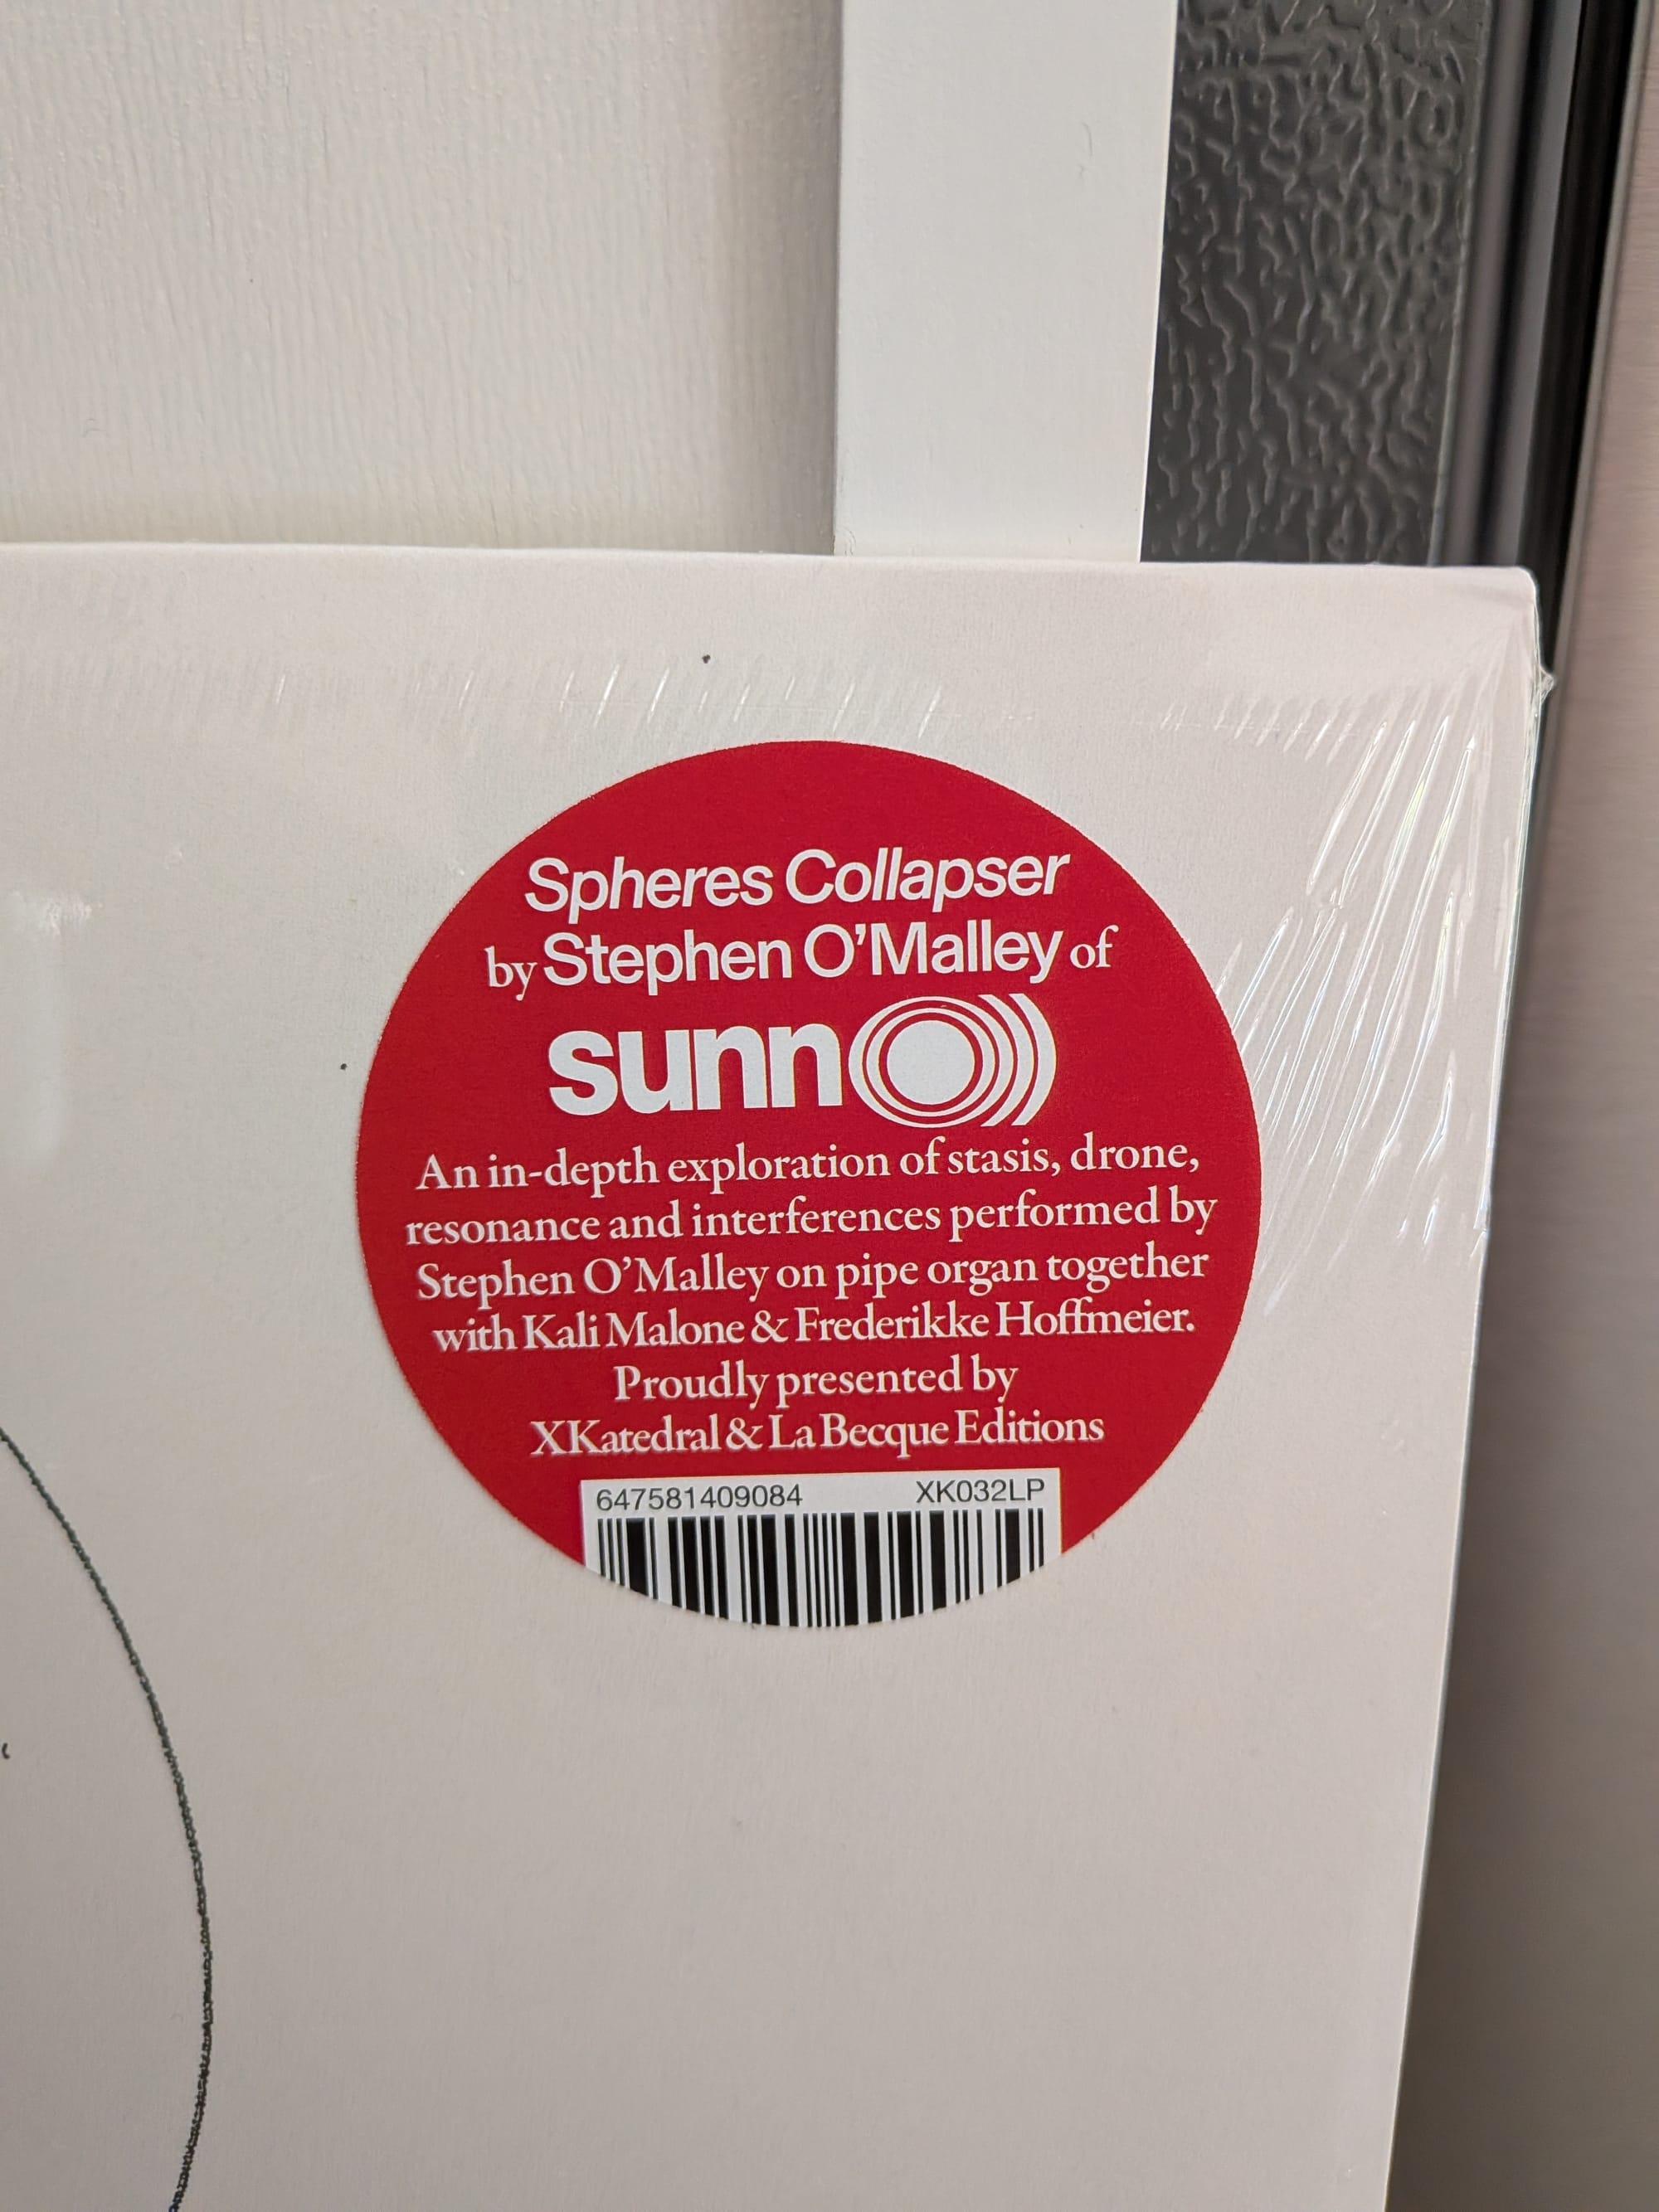 Spheres Collapser
by Stephen O’Malley of
sunn O)))
An in-depth exploration of stasis, drone,
resonance and interferences performed by
Stephen O’Malley on pipe organ together
with Kali Malone & Frederikke Hoffmeier.
Proudly presented by
XKatedral & La Becque Editions
647581409084 XK032LP